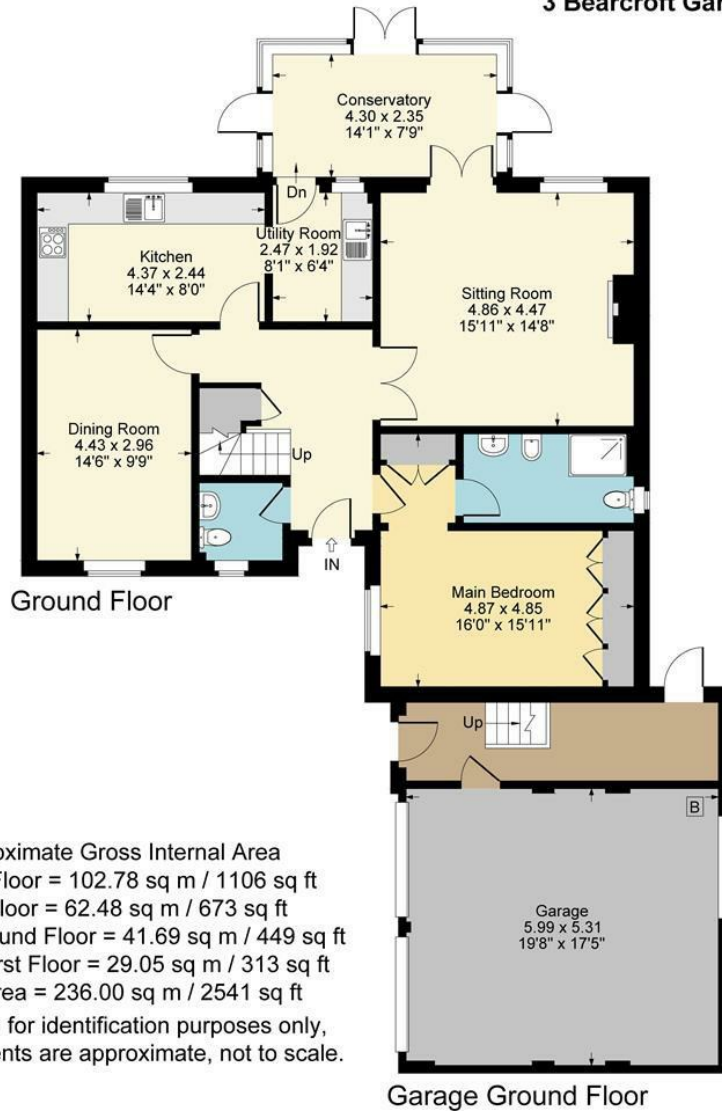 3 Bearcroft Gar
Conservatory
4.30 x 2.35
14'1" x 7'9"
Dn
Kitchen
4.37 x 2.44
14'4" x 8'0"
Utility Room
2.47 x 1.92
8'1" x 6'4"
Sitting Room
4.86 x 4.47
15'11" x 14'8"
Dining Room
4.43 x 2.96
14'6" x 9'9"
Up
IN
Ground Floor
Main Bedroom
4.87 x 4.85
16'0" x 15'11"
Up
B
Garage
5.99 x 5.31
19'8" x 17'5"
Garage Ground Floor
oximate Gross Internal Area
Floor = 102.78 sq m / 1106 sq ft
loor = 62.48 sq m / 673 sq ft
und Floor = 41.69 sq m / 449 sq ft
rst Floor = 29.05 sq m / 313 sq ft
rea = 236.00 sq m / 2541 sq ft
for identification purposes only,
ents are approximate, not to scale.